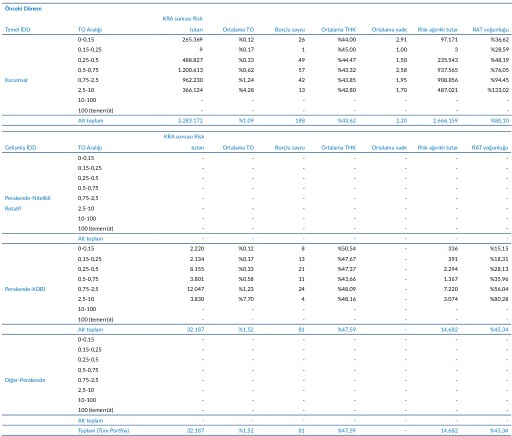 Önceki Dönem
KRA sonrası Risk
Temel İDD TO Aralığı tutarı Ortalama TO Borçlu sayısı Ortalama THK Ortalama vade Risk ağırlıklı tutar RAT yoğunluğu
0-0,15 265.369 %0,12 26 %44,00 2,91 97.171 %36,62
0,15-0,25 9 %0,17 1 %45,00 1,00 3 %28,59
0,25-0,5 488.827 %0,33 49 %44,47 1,50 235.543 %48,19
0,5-0,75 1.200.613 %0,62 57 %43,32 2,58 937.565 %76,05
Kurumsal 0,75-2,5 962.230 %1,24 42 %43,85 1,95 908.856 %94,45
2,5-10 366.124 %4,28 13 %42,80 1,70 487.021 %133,02
10-100 - - - - - - -
100 (temerrüt) - - - - - - -
Alt toplam 3.283.172 %1,09 188 %43,62 2,20 2.666.159 %80,10
KRA sonrası Risk
Gelişmiş İDD TO Aralığı tutarı Ortalama TO Borçlu sayısı Ortalama THK Ortalama vade Risk ağırlıklı tutar RAT yoğunluğu
0-0,15 - - - - - - -
0,15-0,25 - - - - - - -
0,25-0,5 - - - - - - -
0,5-0,75 - - - - - - -
Perakende-Nitelikli 0,75-2,5 - - - - - - -
Rotatif 2,5-10 - - - - - - -
10-100 - - - - - - -
100 (temerrüt) - - - - - - -
Alt toplam - - - - - - -
0-0,15 2.220 %0,12 8 %50,54 - 336 %15,15
0,15-0,25 2.134 %0,17 13 %47,67 - 391 %18,31
0,25-0,5 8.155 %0,33 21 %47,37 - 2.294 %28,13
0,5-0,75 3.801 %0,58 11 %43,66 - 1.367 %35,96
Perakende-KOBİ 0,75-2,5 12.047 %1,23 24 %48,09 - 7.220 %56,04
2,5-10 3.830 %7,70 4 %48,16 - 3.074 %80,28
10-100 - - - - - - -
100 (temerrüt) - - - - - - -
Alt toplam 32.187 %1,52 81 %47,59 - 14.682 %45,34
0-0,15 - - - - - - -
0,15-0,25 - - - - - - -
0,25-0,5 - - - - - - -
0,5-0,75 - - - - - - -
Diğer-Perakende 0,75-2,5 - - - - - - -
2,5-10 - - - - - - -
10-100 - - - - - - -
100 (temerrüt) - - - - - - -
Alt toplam - - - - - - -
Toplam (Tüm Portföy) 32.187 %1,52 81 %47,59 - 14.682 %45,34